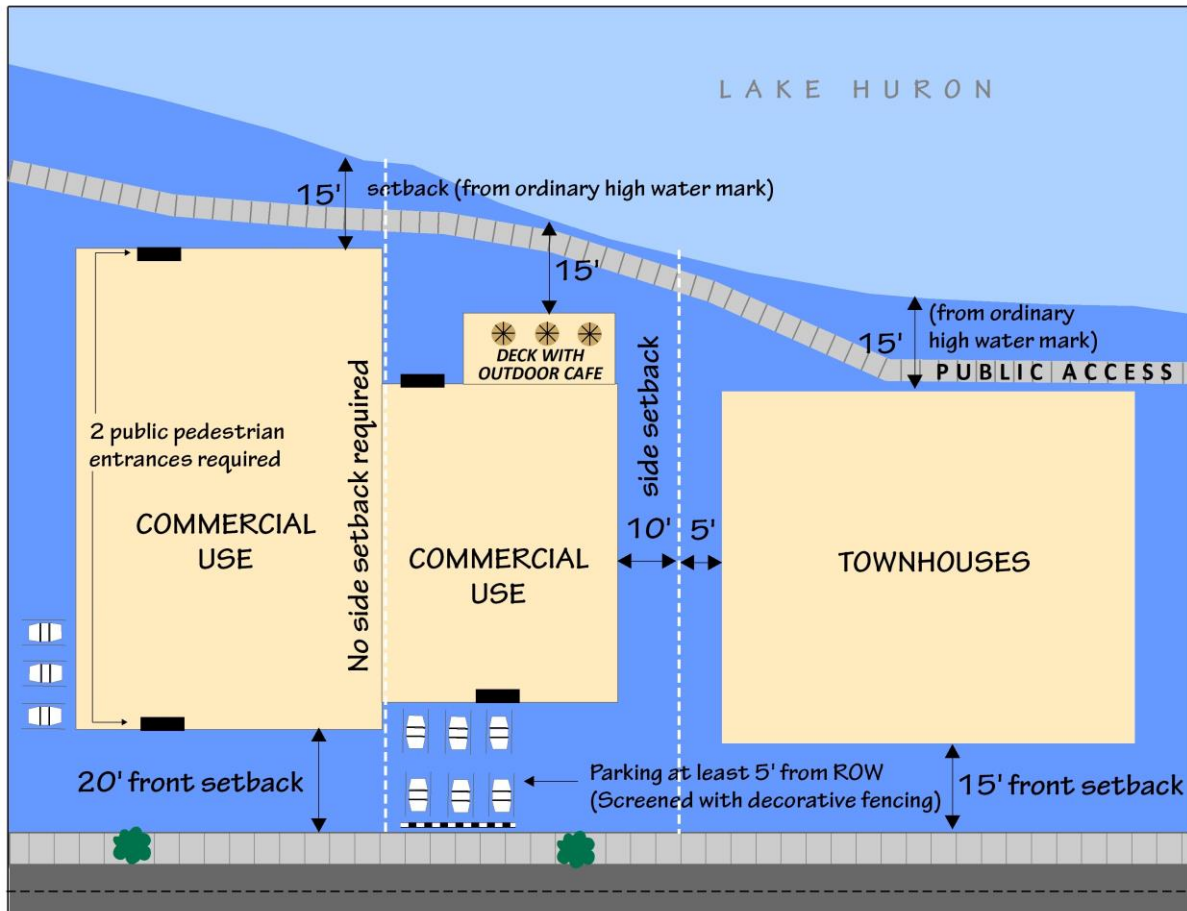 LAKE HURON
15'
setback (from ordinary high water mark)
15'
15'
(from ordinary
high water mark)
PUBLIC ACCESS
DECK WITH
OUTDOOR CAFE
2 public pedestrian
entrances required
COMMERCIAL
USE
No side setback required
COMMERCIAL
USE
side setback
10'
5'
TOWNHOUSES
20' front setback
Parking at least 5' from ROW
(Screened with decorative fencing)
15' front setback